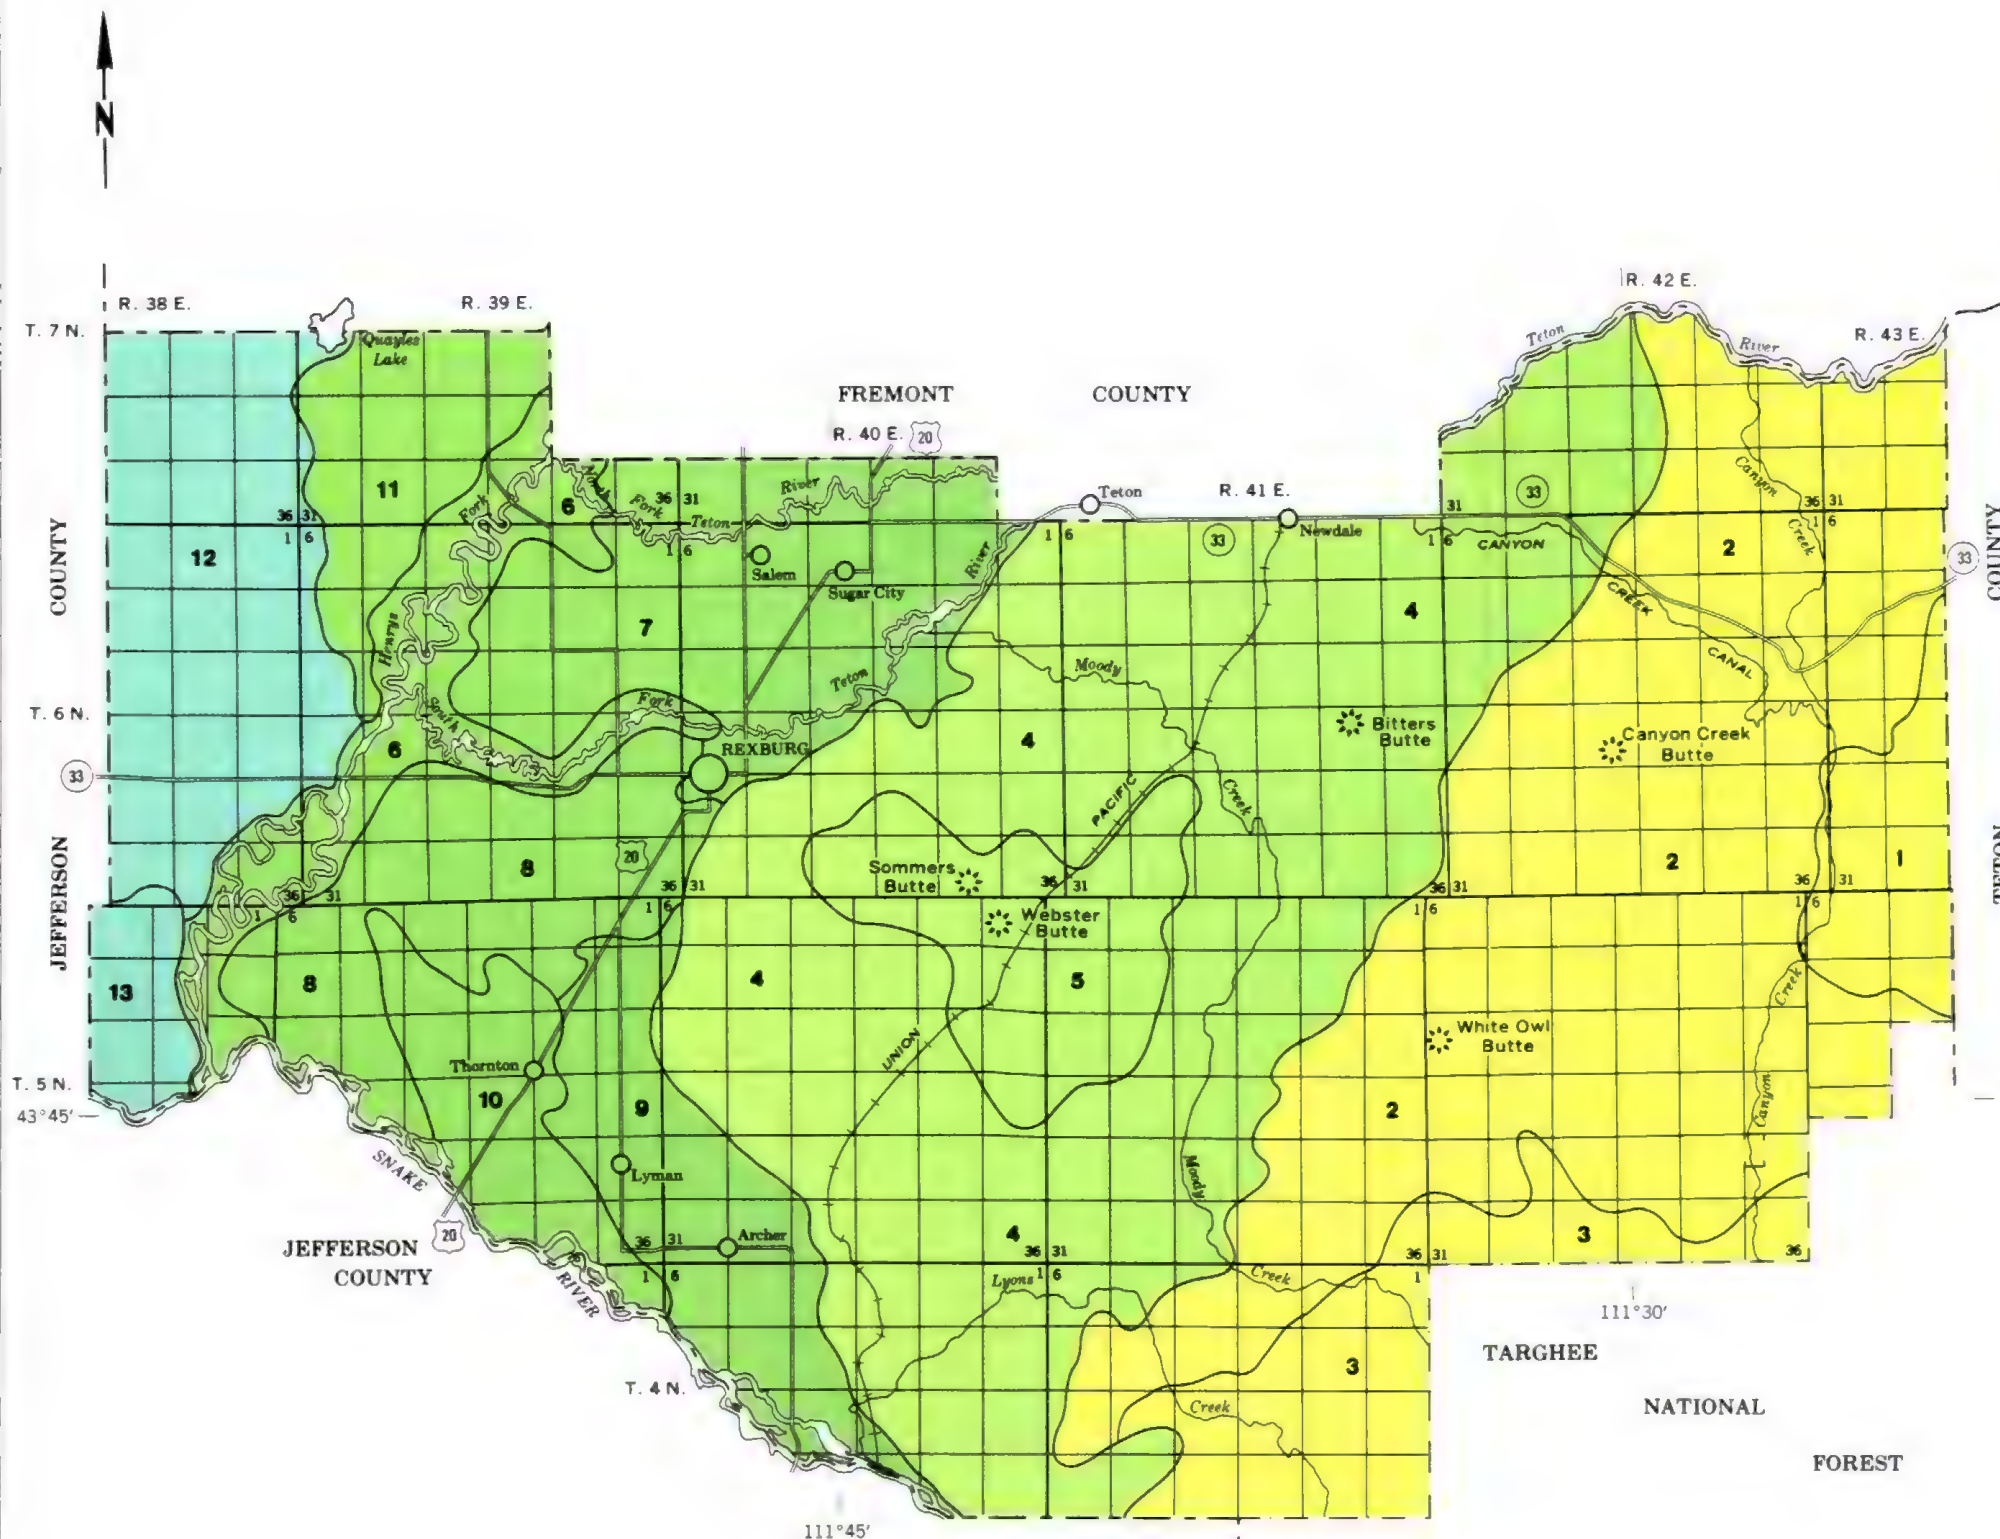 N
R. 42 E.
R. 38 E.
R. 39 E.
T. 7 N.
Quayles
Lake
Teton
River
R. 43 E.
FREMONT COUNTY
R. 40 E.
20
Canyon
Creek
11
Fork
6
North
Fork
36 31
River
Teton
Teton
R. 41 E.
33
31
33
36 31
36 31
1 6
1 6
1 6
1 6
1 6
12
Salem
Sugar City
River
33
Newdale
CANYON
CREEK
CANAL
2
33
COUNTY
COUNTY
Henrys
7
4
Moody
Creek
South
Fork
Teton
T. 6 N.
6
REXBURG
4
Bitters
Butte
Canyon Creek
Butte
33
PACIFIC
JEFFERSON
8
20
Sommers
Butte
2
1
TETON
36 31
36 31
36 31
36 31
36 31
1 6
1 6
1 6
1 6
Webster
Butte
13
8
4
5
Creek
White Owl
Butte
Thornton
UNION
T. 5 N.
43°45'
10
9
2
Canyon
SNAKE
Lyman
Moody
20
JEFFERSON
COUNTY
Archer
36 31
4
36 31
3
36 31
36
1 6
1 6
1
Lyons
Creek
RIVER
111°30'
TARGHEE
3
T. 4 N.
Creek
NATIONAL
FOREST
111°45'